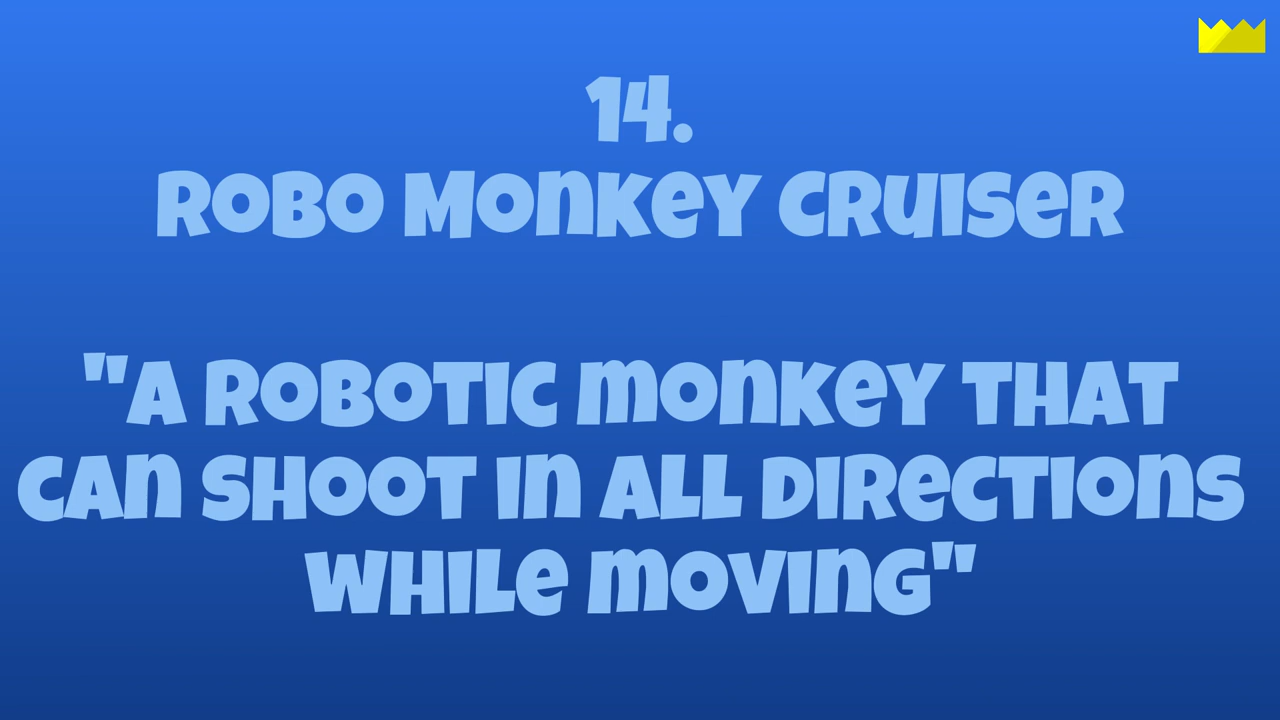 14.
ROBO MONKEY CRUISER
"A ROBOTIC MONKEY THAT
CAN SHOOT IN ALL DIRECTIONS
WHILE MOVING"